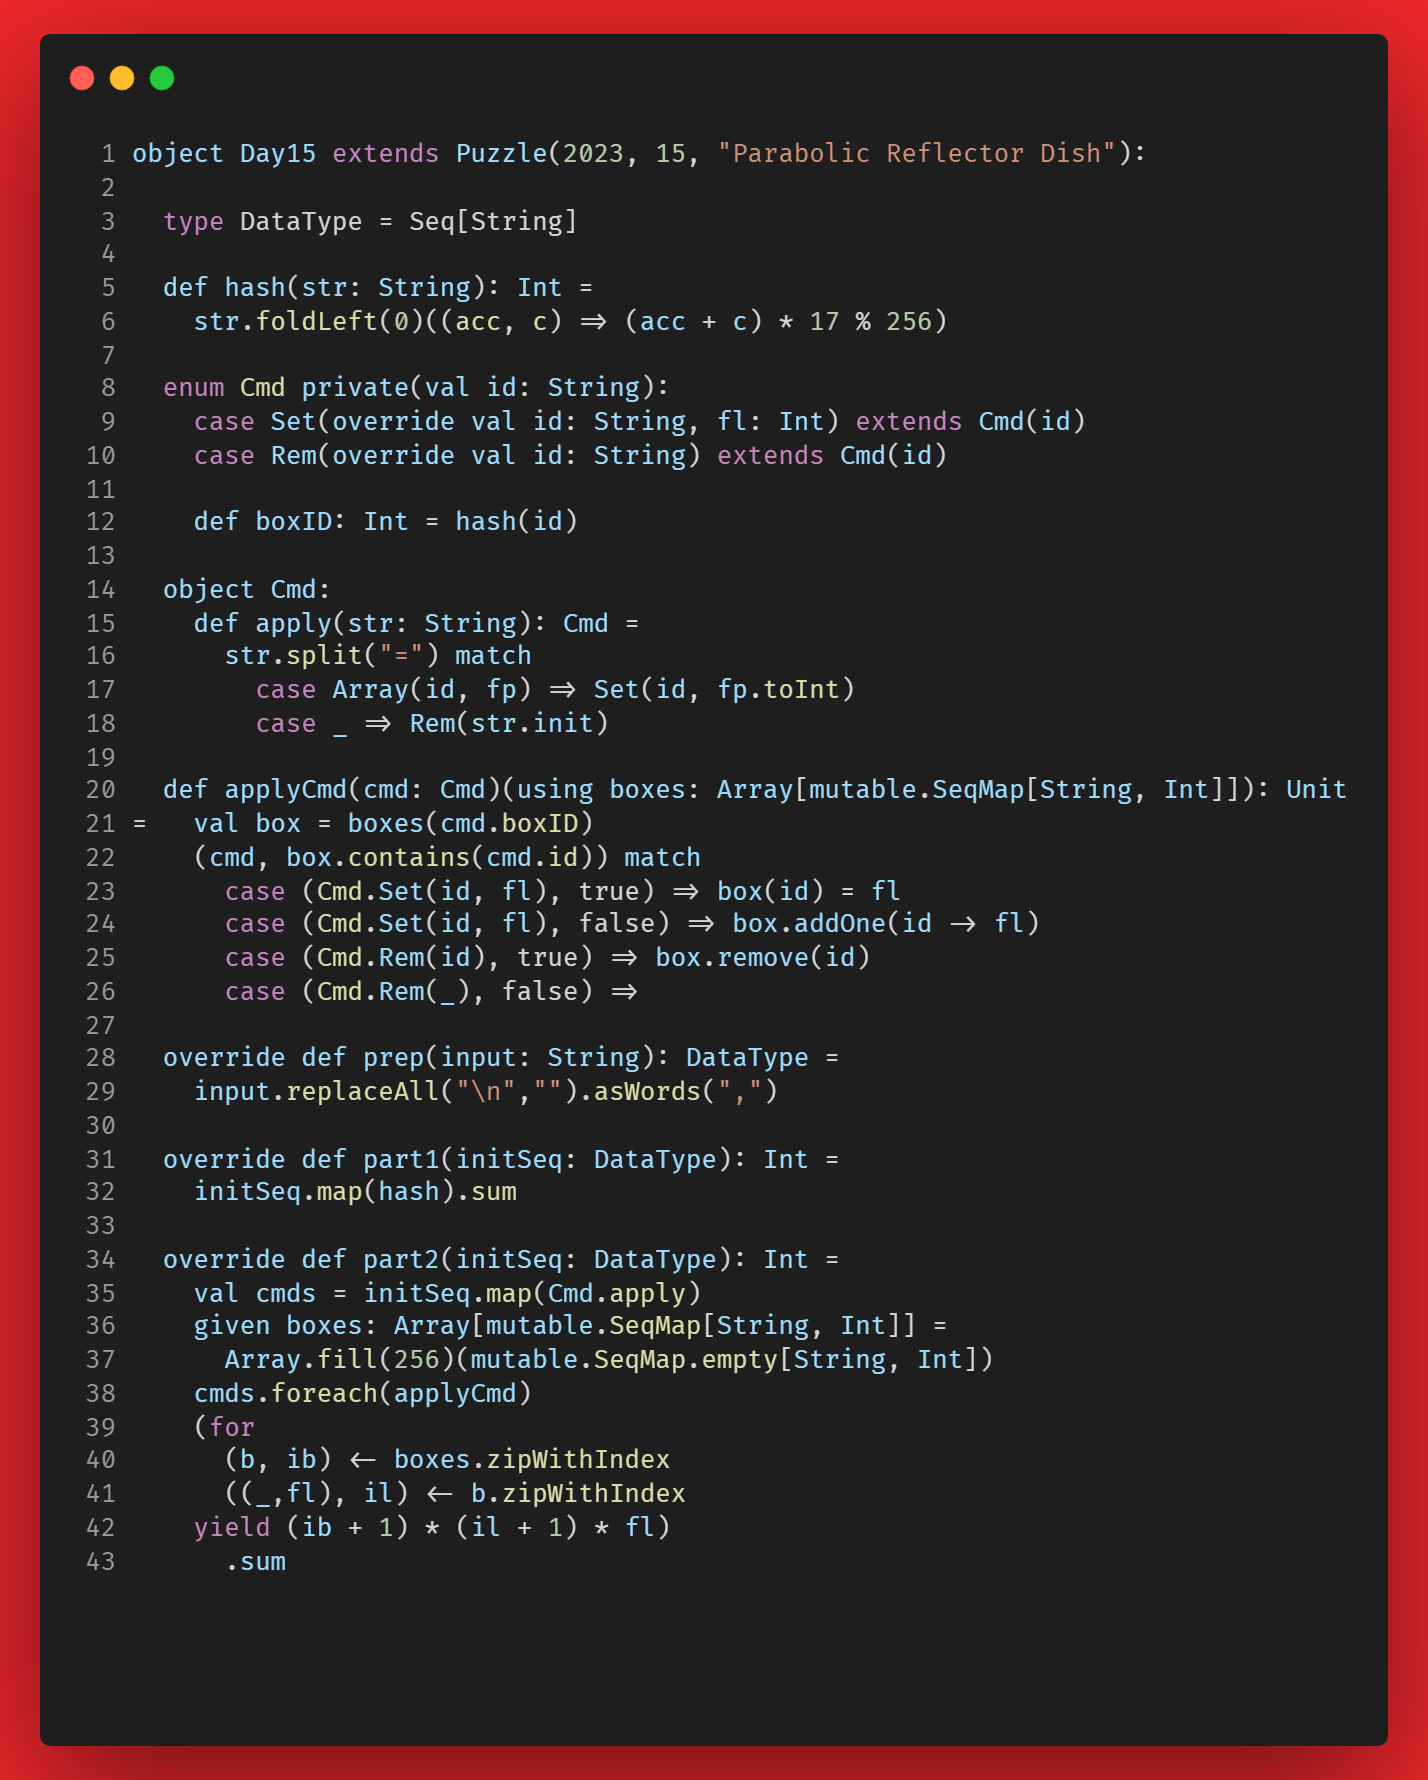 1 object Day15 extends Puzzle(2023, 15, "Parabolic Reflector Dish"):
2
3   type DataType = Seq[String]
4
5   def hash(str: String): Int =
6     str.foldLeft(0)((acc, c) => (acc + c) * 17 % 256)
7
8   enum Cmd private(val id: String):
9     case Set(override val id: String, fl: Int) extends Cmd(id)
10     case Rem(override val id: String) extends Cmd(id)
11
12     def boxID: Int = hash(id)
13
14   object Cmd:
15     def apply(str: String): Cmd =
16       str.split("=") match
17         case Array(id, fp) => Set(id, fp.toInt)
18         case _ => Rem(str.init)
19
20   def applyCmd(cmd: Cmd)(using boxes: Array[mutable.SeqMap[String, Int]]): Unit
21 =   val box = boxes(cmd.boxID)
22     (cmd, box.contains(cmd.id)) match
23       case (Cmd.Set(id, fl), true) => box(id) = fl
24       case (Cmd.Set(id, fl), false) => box.addOne(id -> fl)
25       case (Cmd.Rem(id), true) => box.remove(id)
26       case (Cmd.Rem(_), false) =>
27
28   override def prep(input: String): DataType =
29     input.replaceAll("\n","").asWords(",")
30
31   override def part1(initSeq: DataType): Int =
32     initSeq.map(hash).sum
33
34   override def part2(initSeq: DataType): Int =
35     val cmds = initSeq.map(Cmd.apply)
36     given boxes: Array[mutable.SeqMap[String, Int]] =
37       Array.fill(256)(mutable.SeqMap.empty[String, Int])
38     cmds.foreach(applyCmd)
39     (for
40       (b, ib) <- boxes.zipWithIndex
41       ((_,fl), il) <- b.zipWithIndex
42     yield (ib + 1) * (il + 1) * fl)
43       .sum